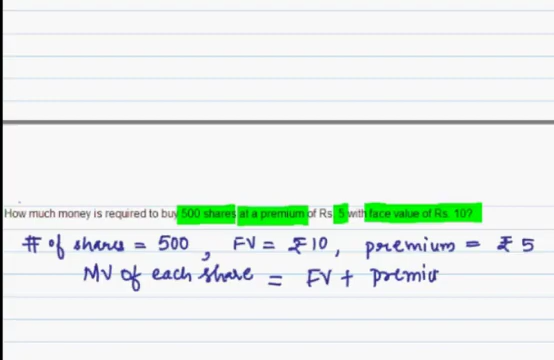 How much money is required to buy 500 shares at a premium of Rs. 5 with face value of Rs. 10?
# of shares = 500, FV = ₹ 10, premium = ₹ 5
MV of each share = FV + premiu